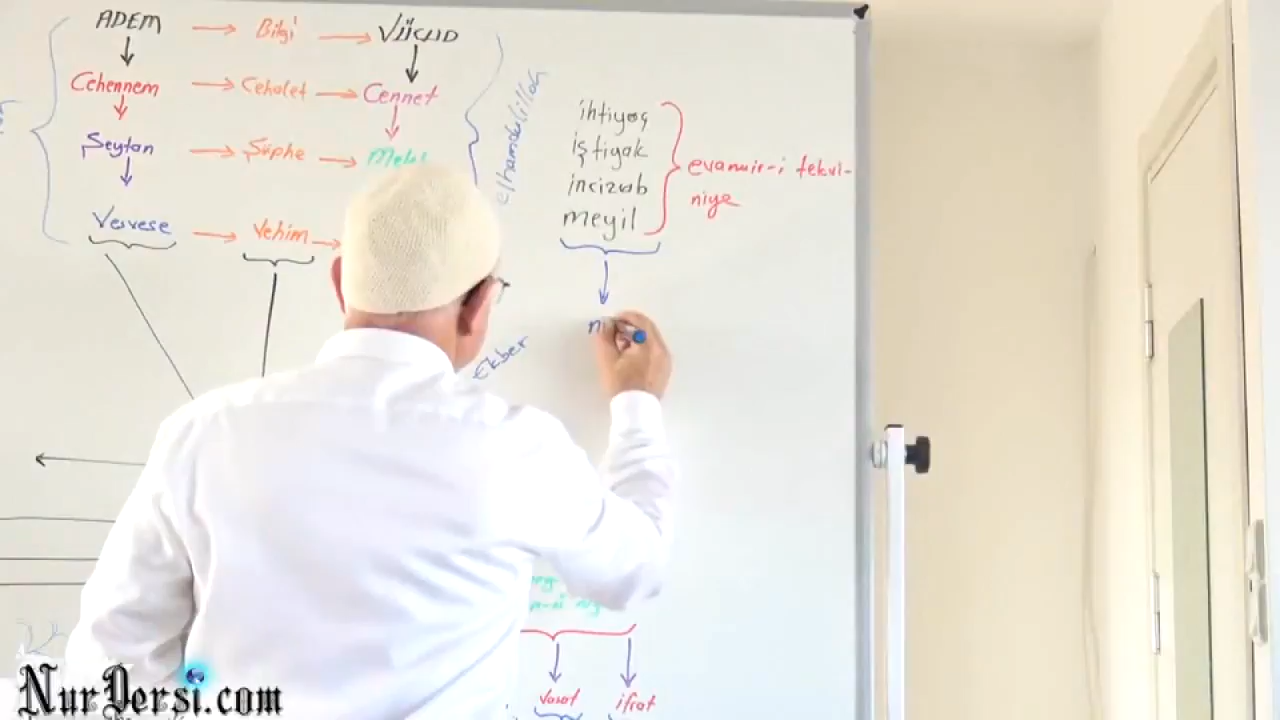 ADEM → Bilgi → VÜCUD
Cehennem → Cehalet → Cennet
Şeytan → Şüphe →
Vesvese → Vehim →
elhamdulillah
ihtiyaç
iştiyak
incizab
meyil
evamir-i tekvi-
niye
Ekber
vasat ifrat
NurDersi.com